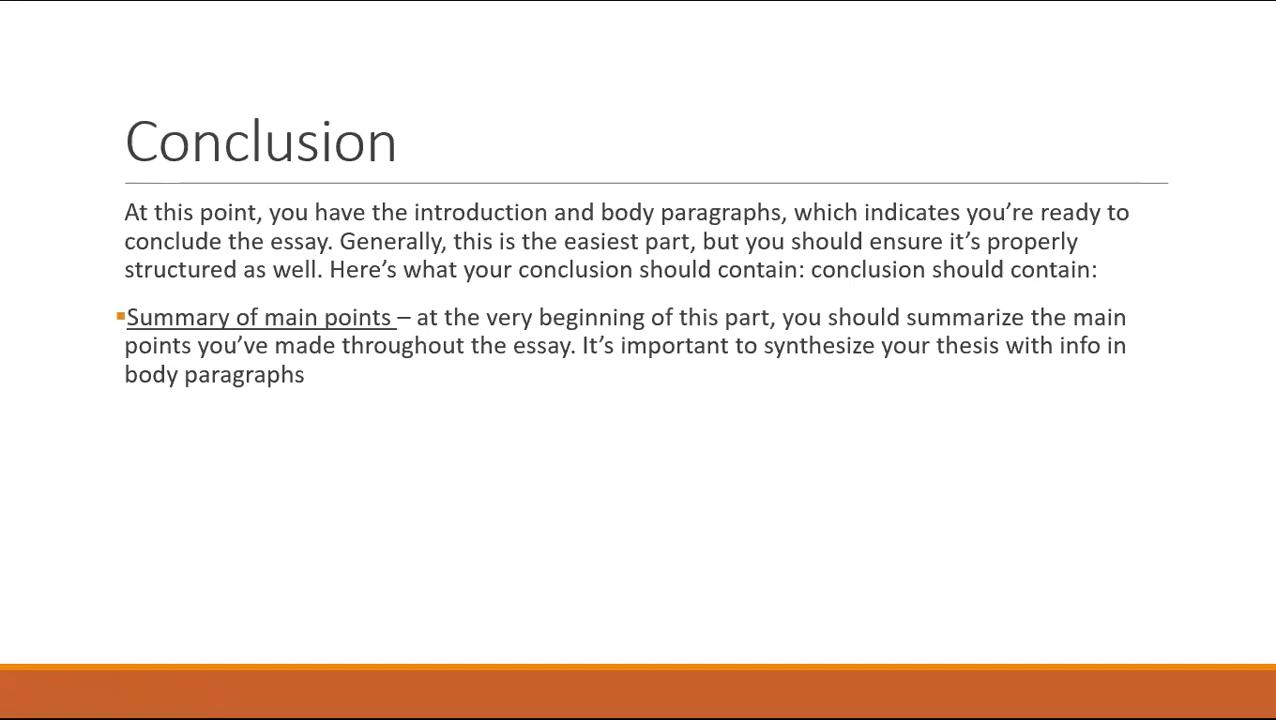 Conclusion
At this point, you have the introduction and body paragraphs, which indicates you’re ready to
conclude the essay. Generally, this is the easiest part, but you should ensure it’s properly
structured as well. Here’s what your conclusion should contain: conclusion should contain:
▪Summary of main points – at the very beginning of this part, you should summarize the main
points you’ve made throughout the essay. It’s important to synthesize your thesis with info in
body paragraphs